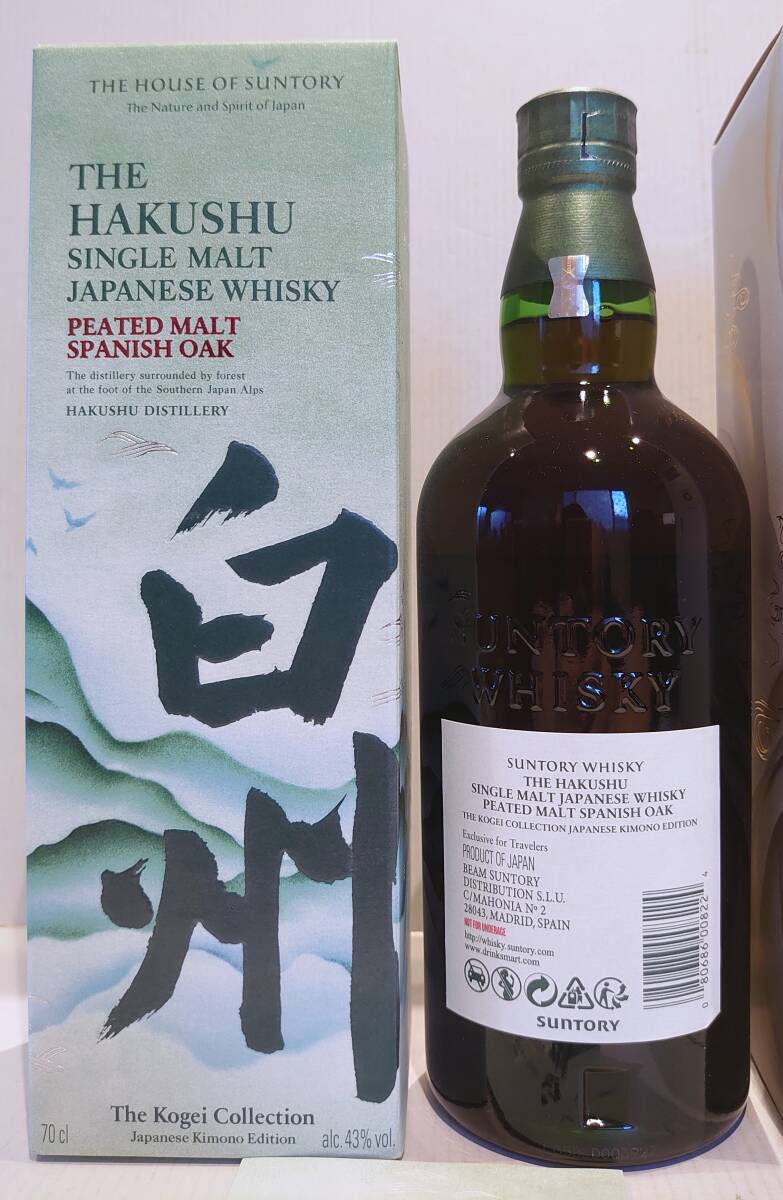 THE HOUSE OF SUNTORY
The Nature and Spirit of Japan
THE
HAKUSHU
SINGLE MALT
JAPANESE WHISKY
PEATED MALT
SPANISH OAK
The distillery surrounded by forest
at the foot of the Southern Japan Alps
HAKUSHU DISTILLERY
白州
The Kogei Collection
Japanese Kimono Edition
70 cl
alc. 43% vol.
SUNTORY
WHISKY
SUNTORY WHISKY
THE HAKUSHU
SINGLE MALT JAPANESE WHISKY
PEATED MALT SPANISH OAK
THE KOGEI COLLECTION JAPANESE KIMONO EDITION
Exclusive for Travelers
PRODUCT OF JAPAN
BEAM SUNTORY
DISTRIBUTION S.L.U.
C/MAHONIA Nº 2
28043, MADRID, SPAIN
NOT FOR UNDERAGE
http://whisky.suntory.com
www.drinksmart.com
0 80686 00822 4
SUNTORY